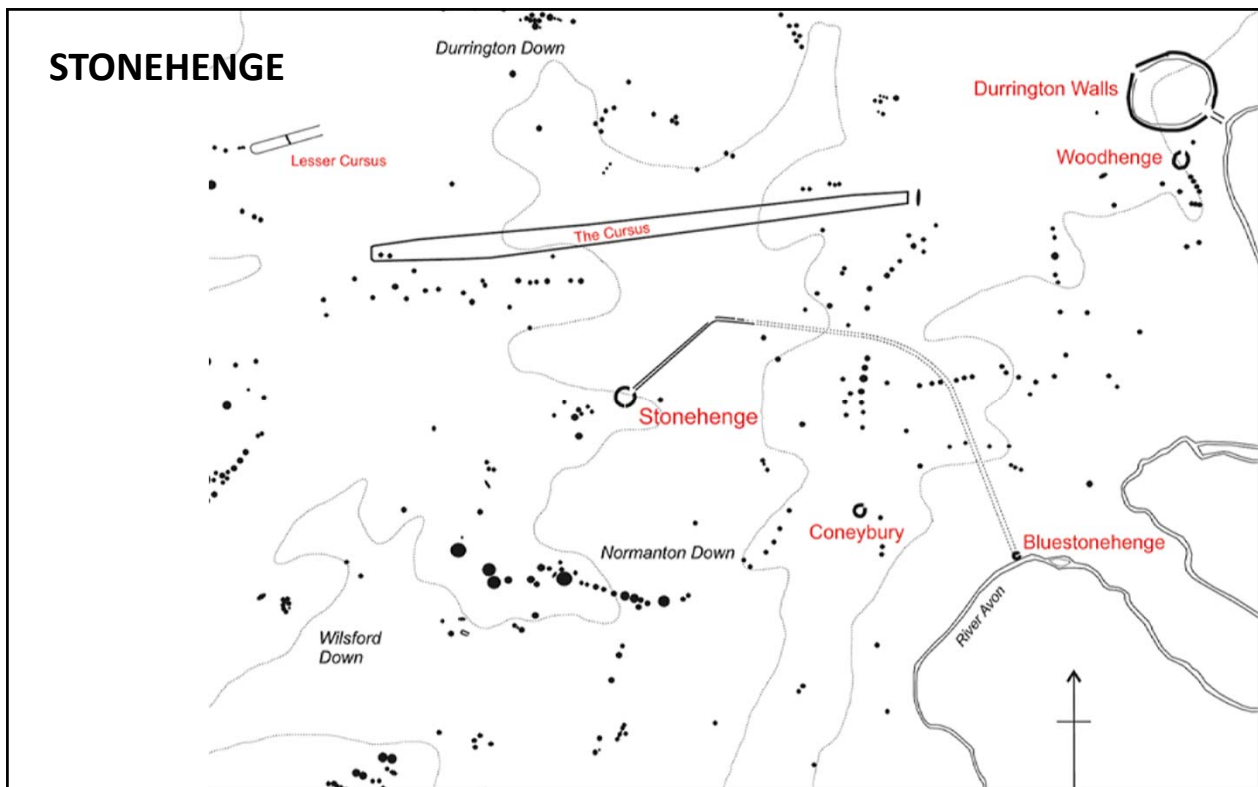 STONEHENGE
Durrington Down
Durrington Walls
Lesser Cursus
Woodhenge
The Cursus
Stonehenge
Coneybury
Normanton Down
Bluestonehenge
River Avon
Wilsford
Down